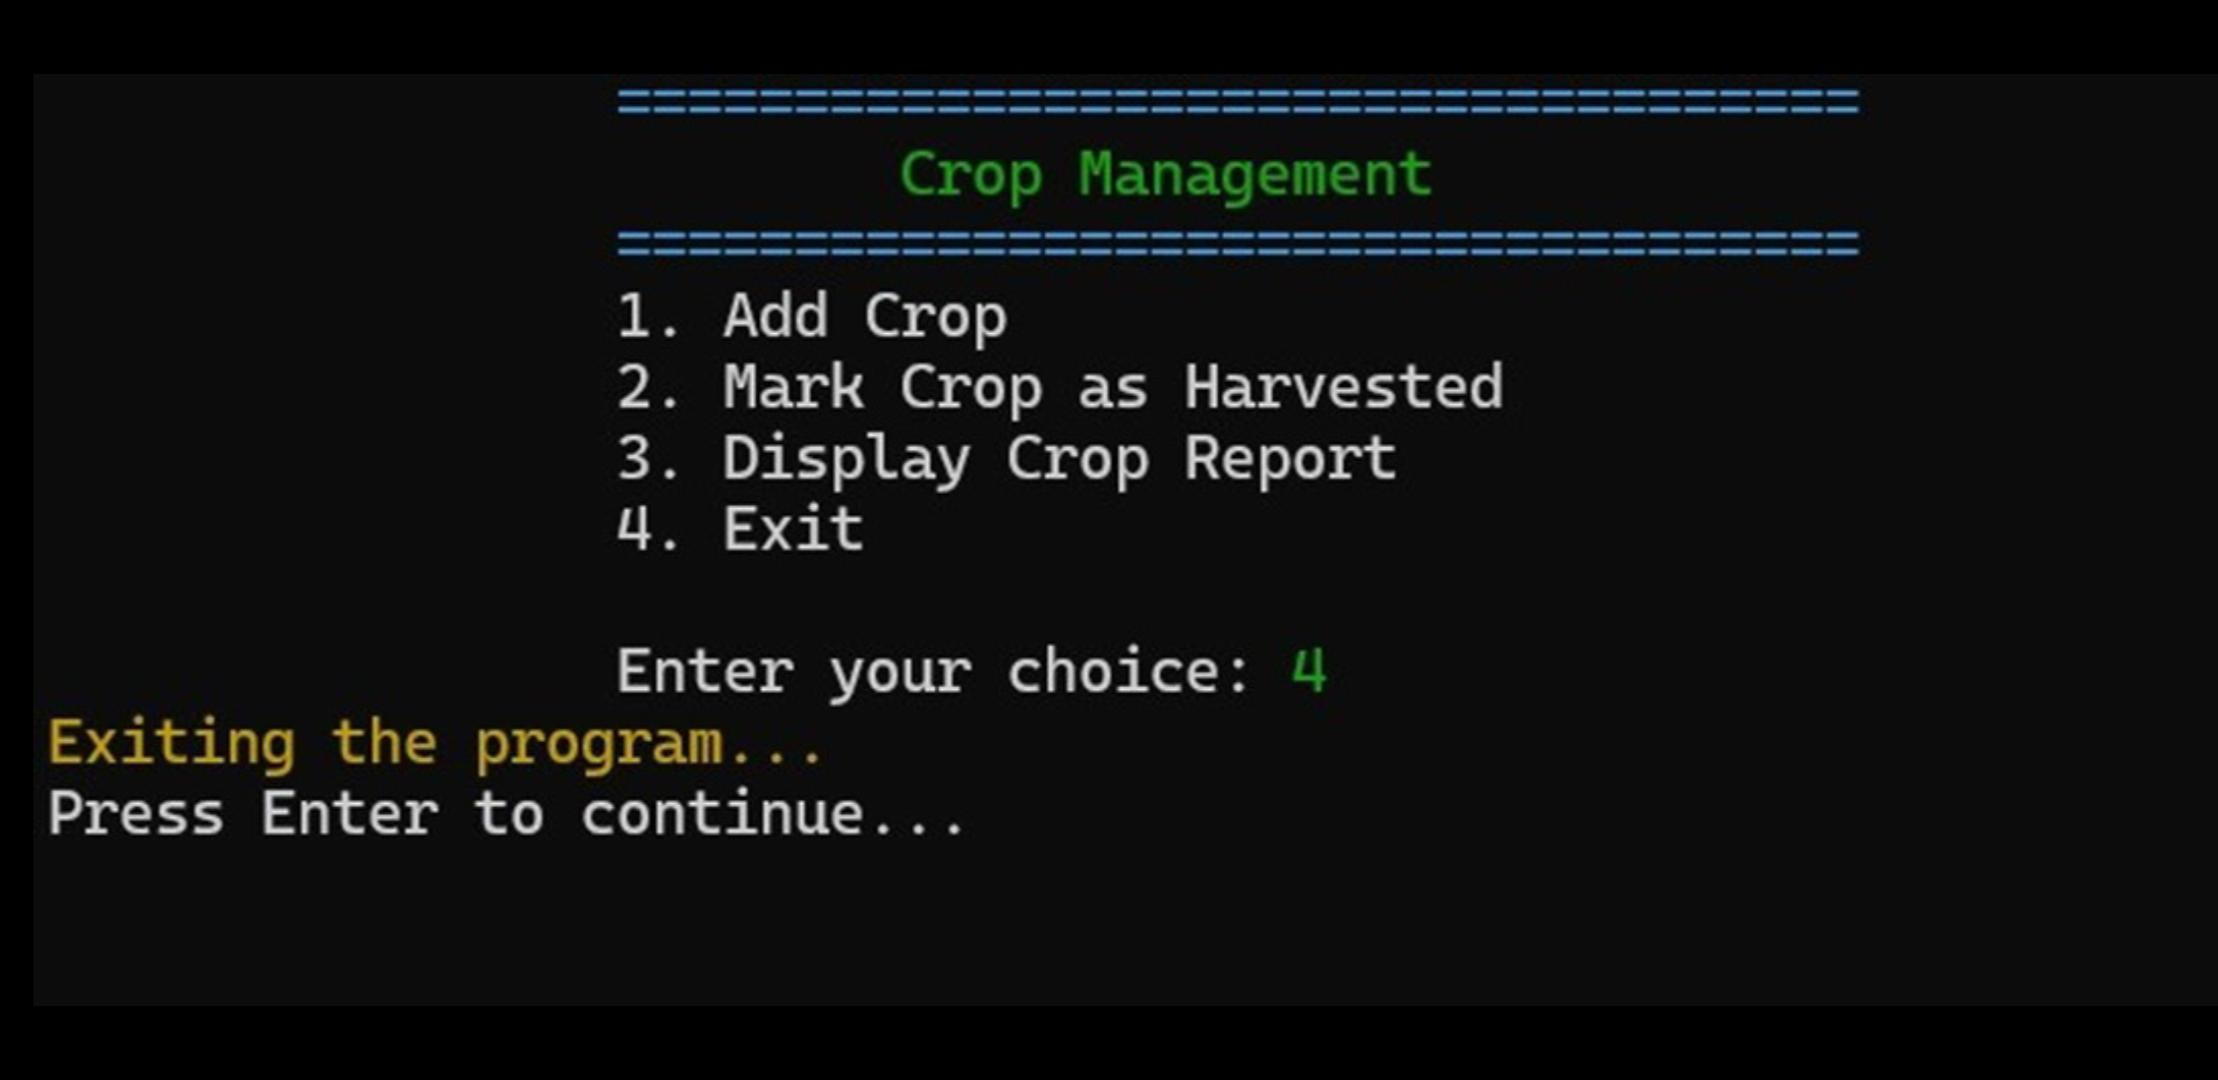 ===================================
Crop Management
===================================
1. Add Crop
2. Mark Crop as Harvested
3. Display Crop Report
4. Exit
Enter your choice: 4
Exiting the program...
Press Enter to continue...